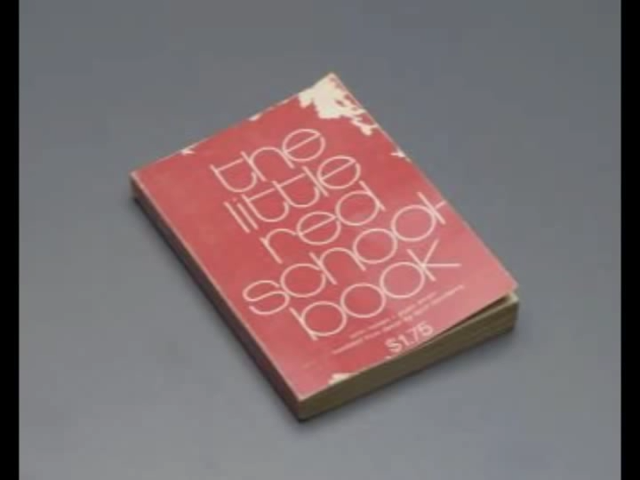 the
little
red
school-
book
$1.75